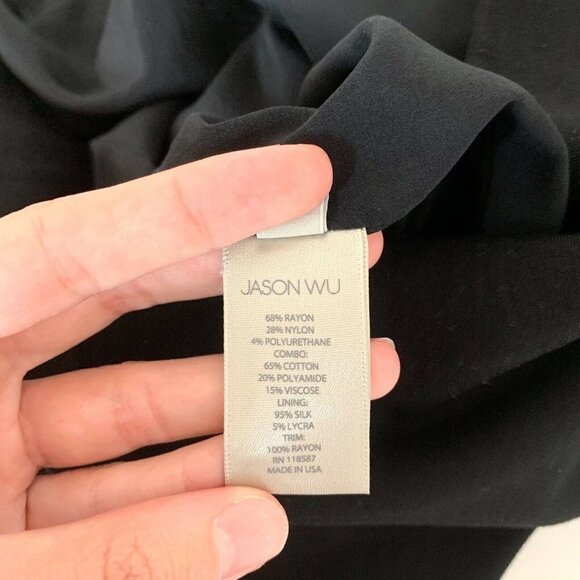 JASON WU
68% RAYON
28% NYLON
4% POLYURETHANE
COMBO:
65% COTTON
20% POLYAMIDE
15% VISCOSE
LINING:
95% SILK
5% LYCRA
TRIM:
100% RAYON
RN 118587
MADE IN USA